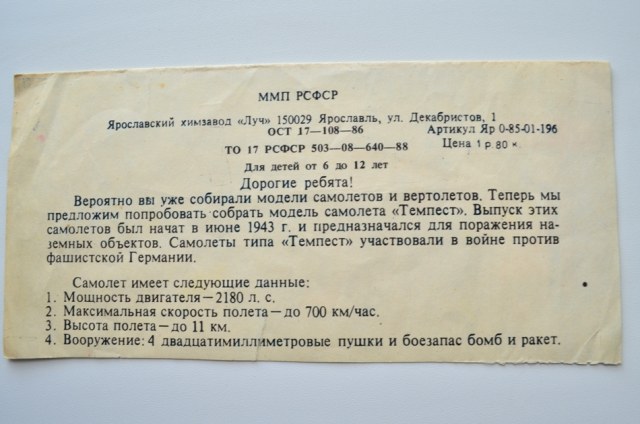 ММП РСФСР
Ярославский химзавод «Луч» 150029 Ярославль, ул. Декабристов, 1
ОСТ 17—108—86 Артикул Яр 0-85-01-196
ТО 17 РСФСР 503—08—640—88 Цена 1 р. 80 к.
Для детей от 6 до 12 лет
Дорогие ребята!
Вероятно вы уже собирали модели самолетов и вертолетов. Теперь мы
предложим попробовать собрать модель самолета «Темпест». Выпуск этих
самолетов был начат в июне 1943 г. и предназначался для поражения на-
земных объектов. Самолеты типа «Темпест» участвовали в войне против
фашистской Германии.
Самолет имеет следующие данные:
1. Мощность двигателя—2180 л. с.
2. Максимальная скорость полета—до 700 км/час.
3. Высота полета—до 11 км.
4. Вооружение: 4 двадцатимиллиметровые пушки и боезапас бомб и ракет.